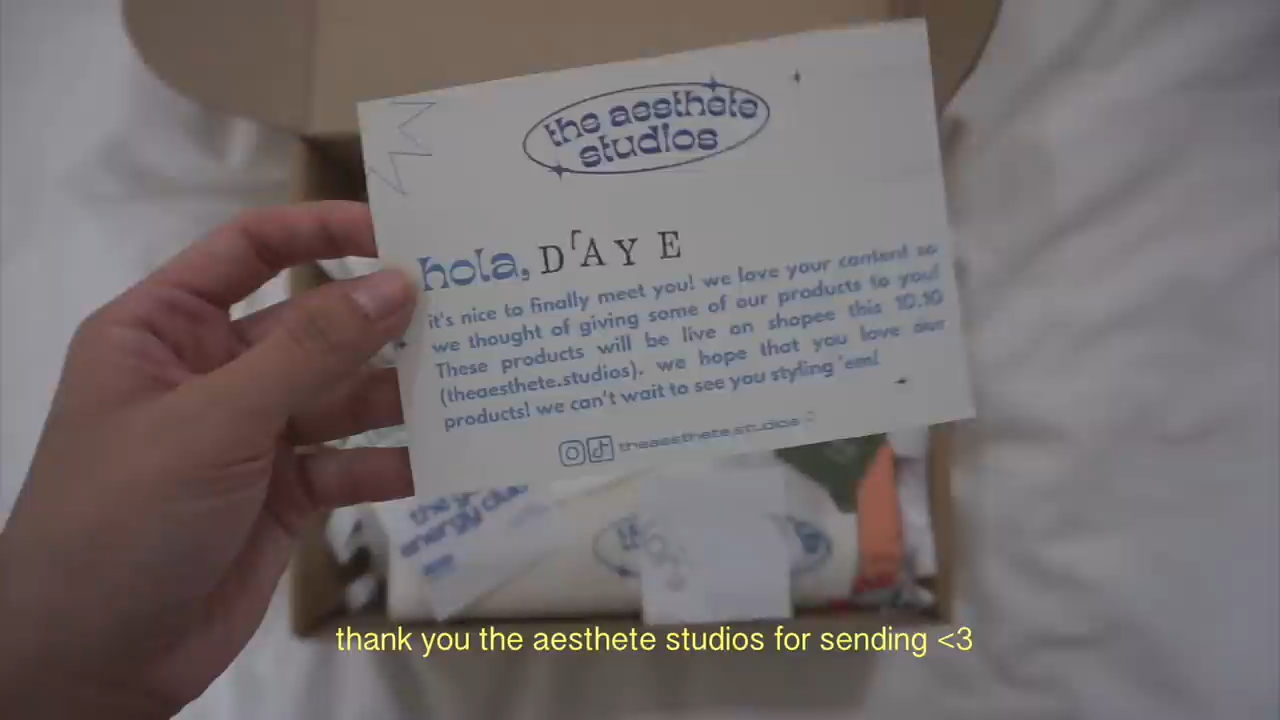 the aesthete
studios
hola, D'AYE
it's nice to finally meet you! we love your content so
we thought of giving some of our products to you!
These products will be live on shopee this 10.10
(theaesthete.studios). we hope that you love our
products! we can't wait to see you styling 'em!
theaesthete.studios
energy club
thank you the aesthete studios for sending <3